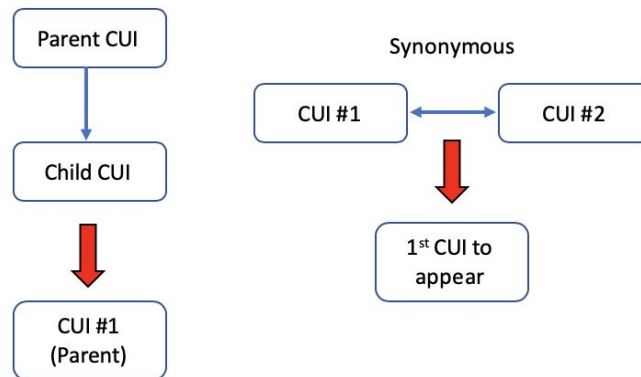 Parent CUI
Child CUI
CUI #1
(Parent)
Synonymous
CUI #1
CUI #2
1st CUI to
appear